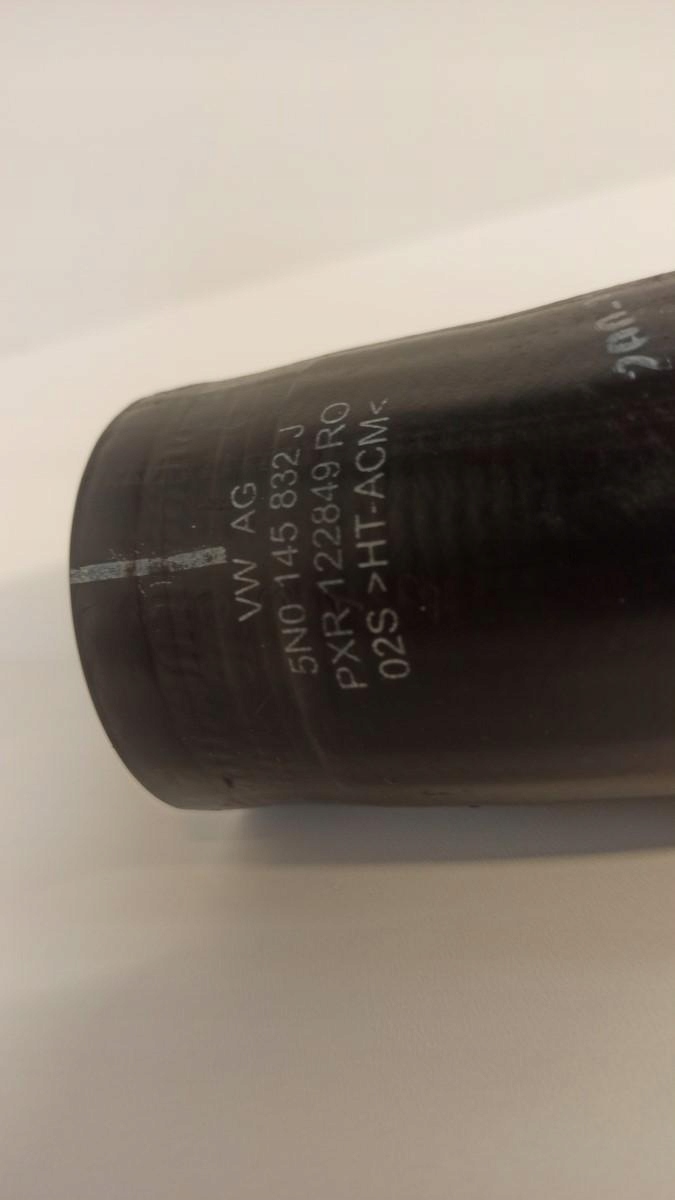 VW AG
5N0 145 832 J
PXR 122849 RO
02S >HT-ACM<